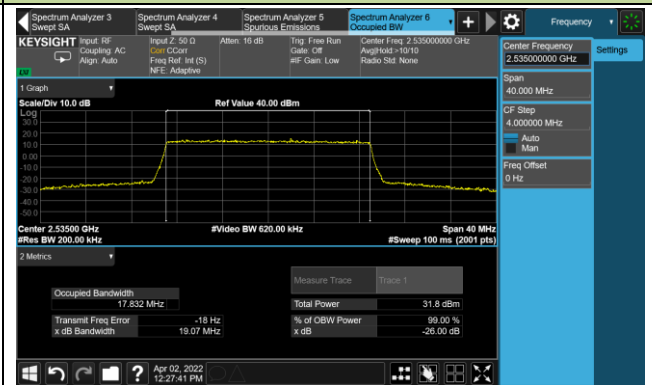 Spectrum Analyzer 3
Swept SA
Spectrum Analyzer 4
Swept SA
Spectrum Analyzer 5
Spurious Emissions
Spectrum Analyzer 6
Occupied BW
Frequency
KEYSIGHT
Input: RF
Coupling: AC
Align: Auto
Input Z: 50 Ω
Corr CCorr
Freq Ref: Int (S)
NFE: Adaptive
Atten: 16 dB
Trig: Free Run
Gate: Off
#IF Gain: Low
Center Freq: 2.535000000 GHz
Avg|Hold:>10/10
Radio Std: None
Center Frequency
2.535000000 GHz
Settings
Span
40.000 MHz
CF Step
4.000000 MHz
Auto
Man
Freq Offset
0 Hz
1 Graph
Scale/Div 10.0 dB
Ref Value 40.00 dBm
Log
30.0
20.0
10.0
0.00
-10.0
-20.0
-30.0
-40.0
-50.0
Center 2.53500 GHz
#Video BW 620.00 kHz
Span 40 MHz
#Res BW 200.00 kHz
#Sweep 100 ms (2001 pts)
2 Metrics
Measure Trace
Trace 1
Occupied Bandwidth
17.832 MHz
Total Power
31.8 dBm
Transmit Freq Error
-18 Hz
% of OBW Power
99.00 %
x dB Bandwidth
19.07 MHz
x dB
-26.00 dB
Apr 02, 2022
12:27:41 PM